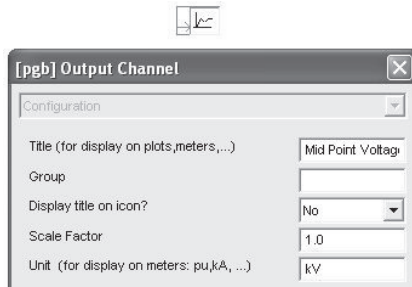 [pgb] Output Channel
Configuration
Title (for display on plots,meters,...) Mid Point Voltag
Group
Display title on icon? No
Scale Factor 1.0
Unit (for display on meters: pu,kA, ...) kV